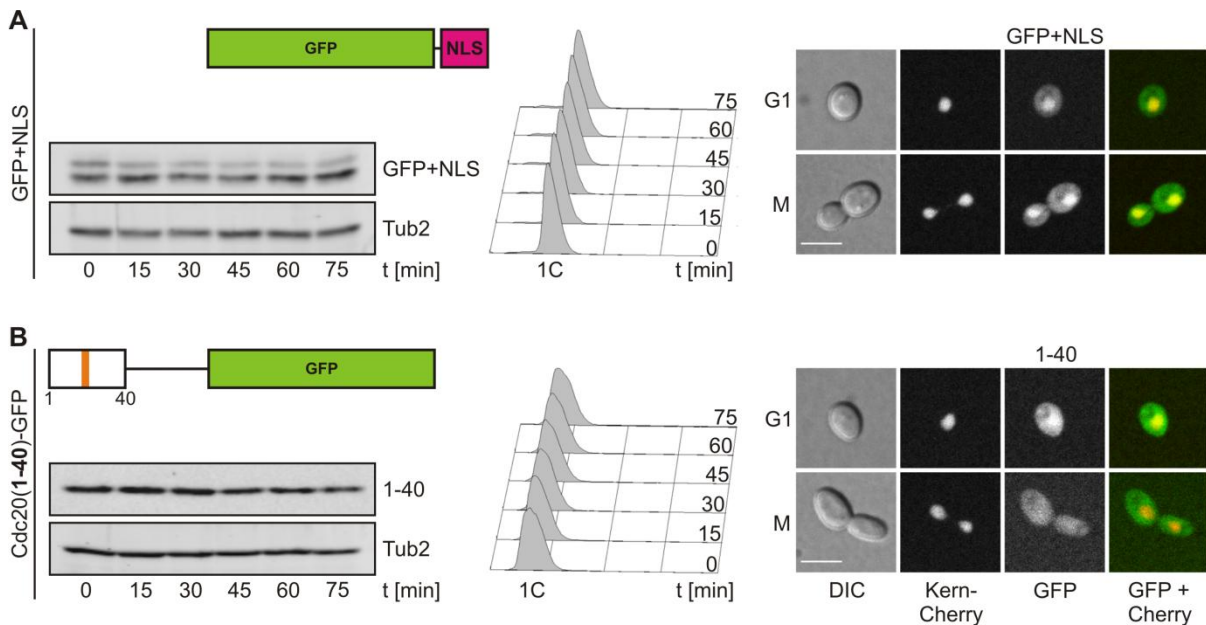 A
GFP+NLS
GFP
NLS
GFP+NLS
Tub2
0 15 30 45 60 75 t [min]
75
60
45
30
15
0
1C t [min]
GFP+NLS
G1
M
B
Cdc20(1-40)-GFP
GFP
1 40
1-40
Tub2
0 15 30 45 60 75 t [min]
75
60
45
30
15
0
1C t [min]
1-40
G1
M
DIC Kern-Cherry GFP GFP + Cherry